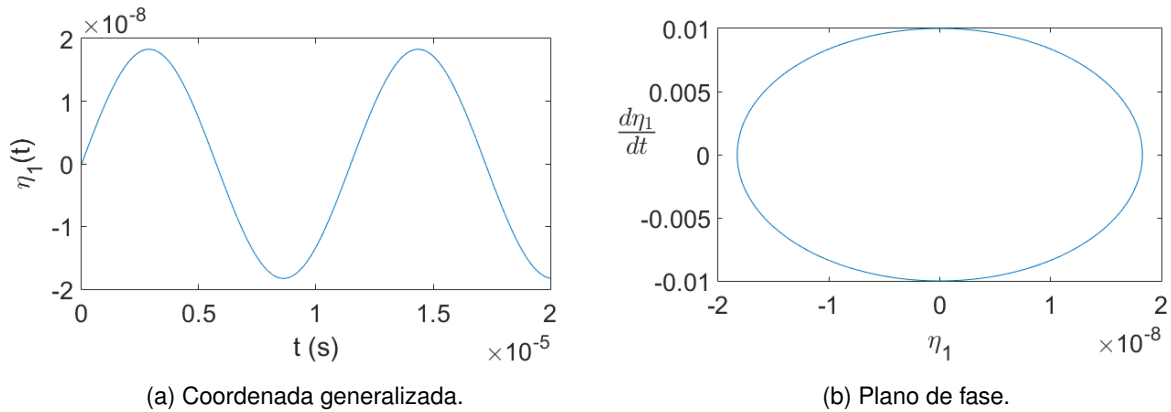 ×10⁻⁸
2
1
0
-1
-2
η₁(t)
0 0.5 1 1.5 2
t (s) ×10⁻⁵
(a) Coordenada generalizada.
0.01
0.005
0
-0.005
-0.01
dη₁
dt
-2 -1 0 1 2
η₁ ×10⁻⁸
(b) Plano de fase.